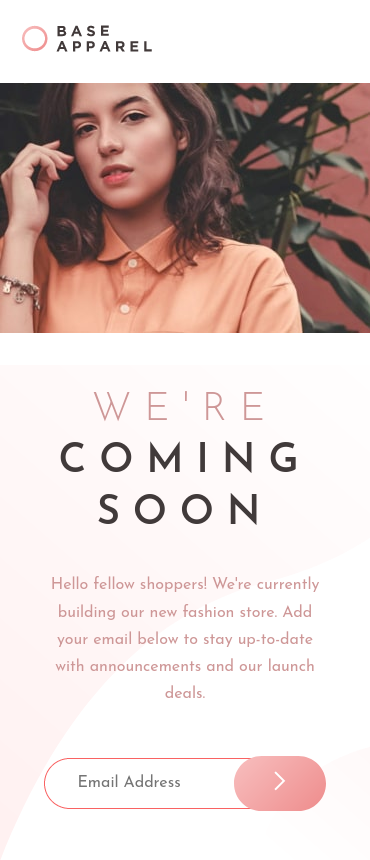 BASE
APPAREL
WE'RE
COMING
SOON
Hello fellow shoppers! We're currently
building our new fashion store. Add
your email below to stay up-to-date
with announcements and our launch
deals.
Email Address